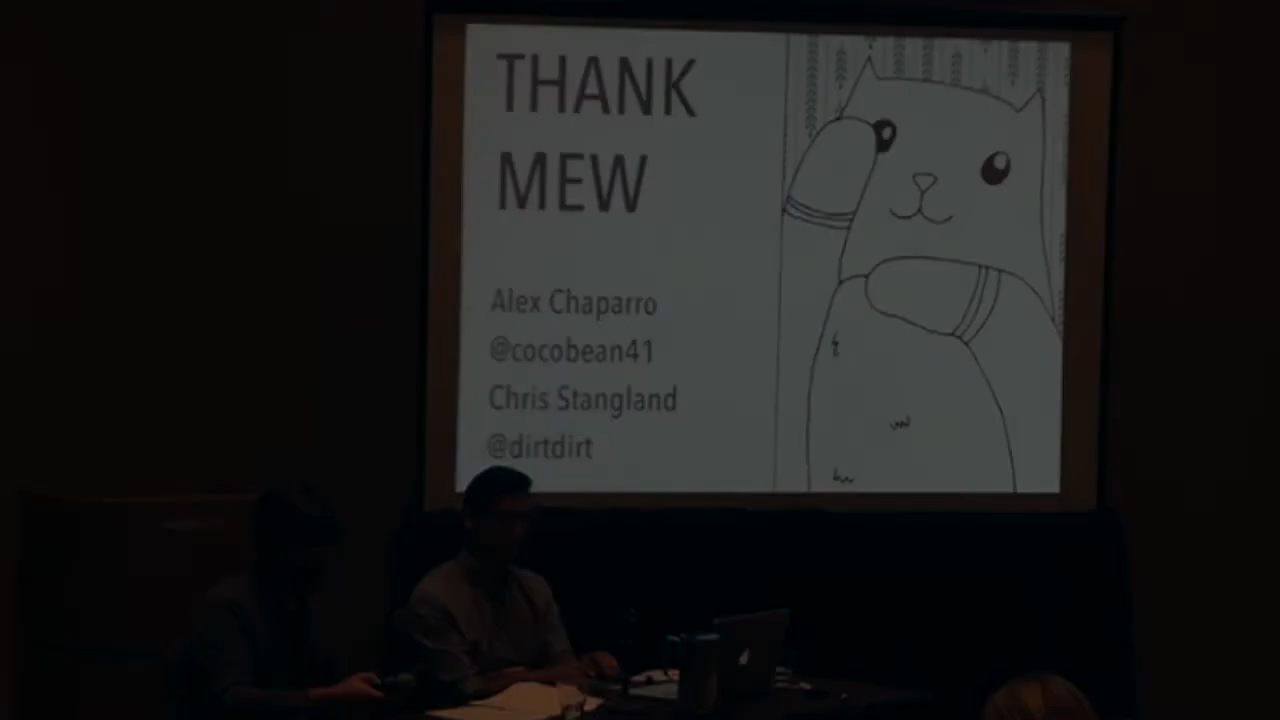 THANK
MEW
Alex Chaparro
@cocobean41
Chris Stangland
@dirtdirt